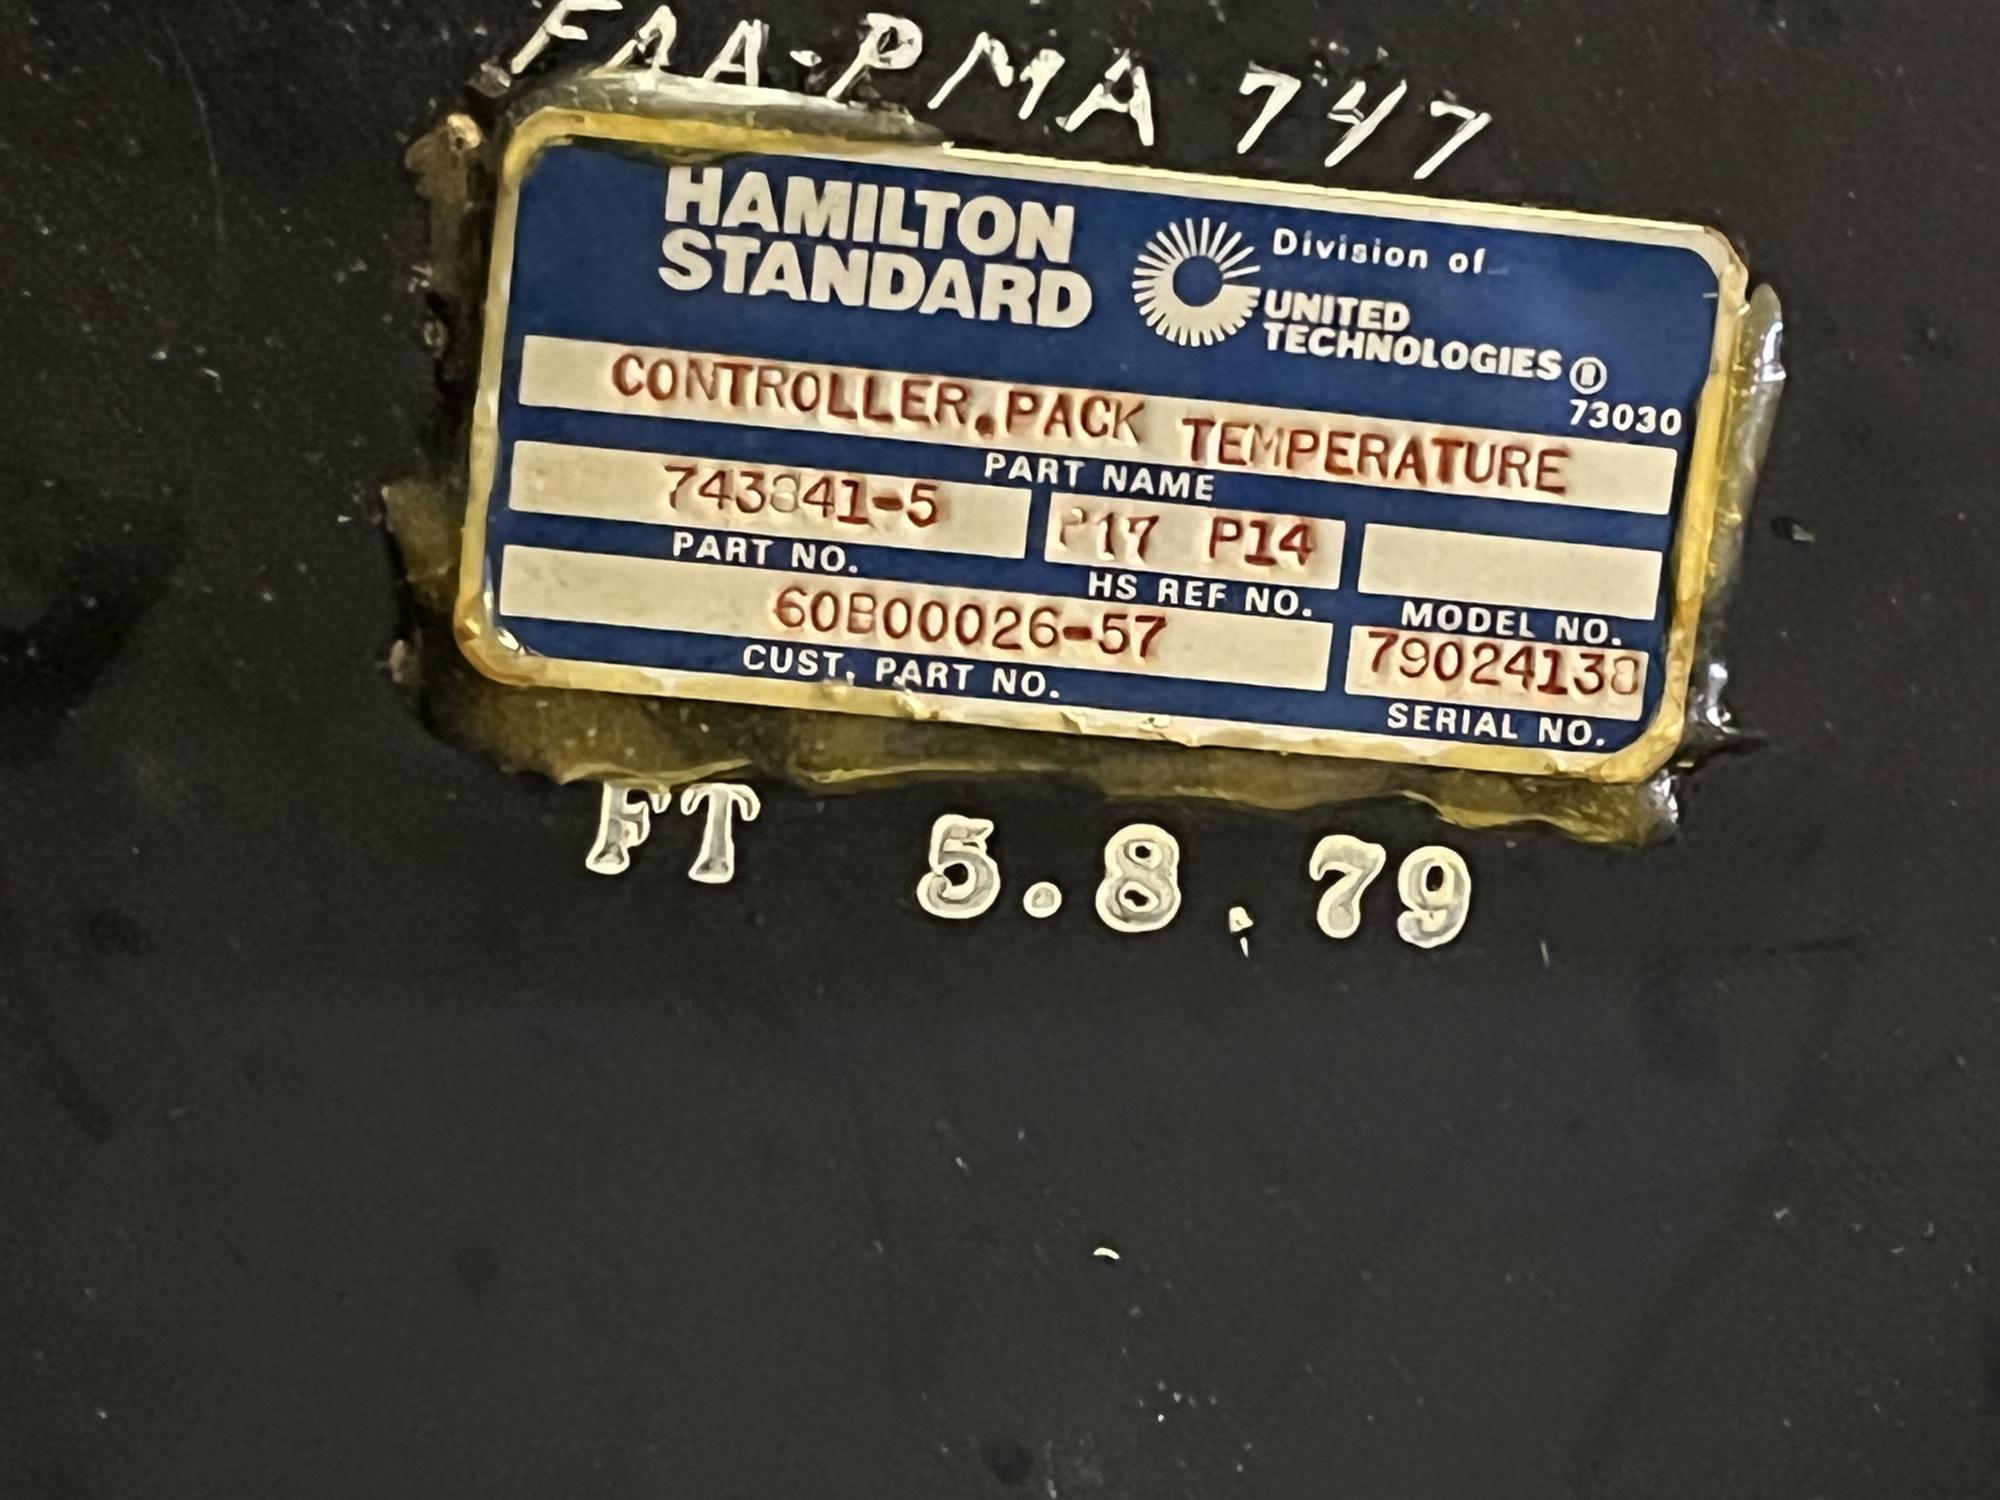 FAA-PMA 747
HAMILTON
STANDARD
Division of
UNITED
TECHNOLOGIES ®
73030
CONTROLLER.PACK TEMPERATURE
PART NAME
743841-5
P17 P14
PART NO.
HS REF NO.
MODEL NO.
60B00026-57
79024138
CUST. PART NO.
SERIAL NO.
FT 5.8.79